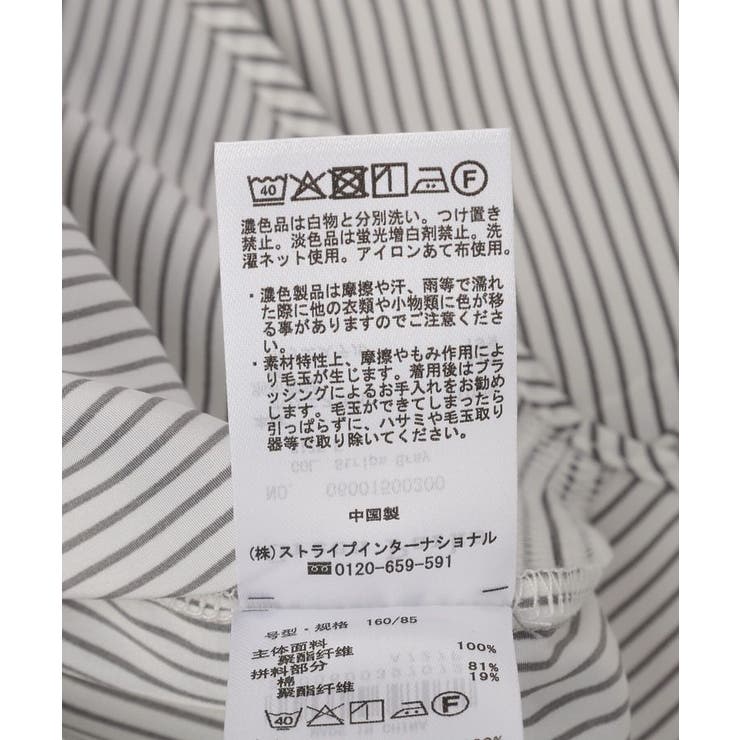 40 F
濃色品は白物と分別洗い。つけ置き
禁止。淡色品は蛍光増白剤禁止。洗
濯ネット使用。アイロンあて布使用。
・濃色製品は摩擦や汗、雨等で濡れ
た際に他の衣類や小物類に色が移
る事がありますのでご注意くださ
い。
・素材特性上、摩擦やもみ作用によ
り毛玉が生じます。着用後はブラ
ッシングによるお手入れをお勧め
します。毛玉ができてしまったら
引っぱらずに、ハサミや毛玉取り
器等で取り除いてください。
COL. Stripe Gray
NO. 06001500200
中国製
(株)ストライプインターナショナル
0120-659-591
号型・规格 160/85
主体面料 100%
聚酯纤维
拼料部分 81%
棉 19%
聚酯纤维
40 F
MADE IN CHINA